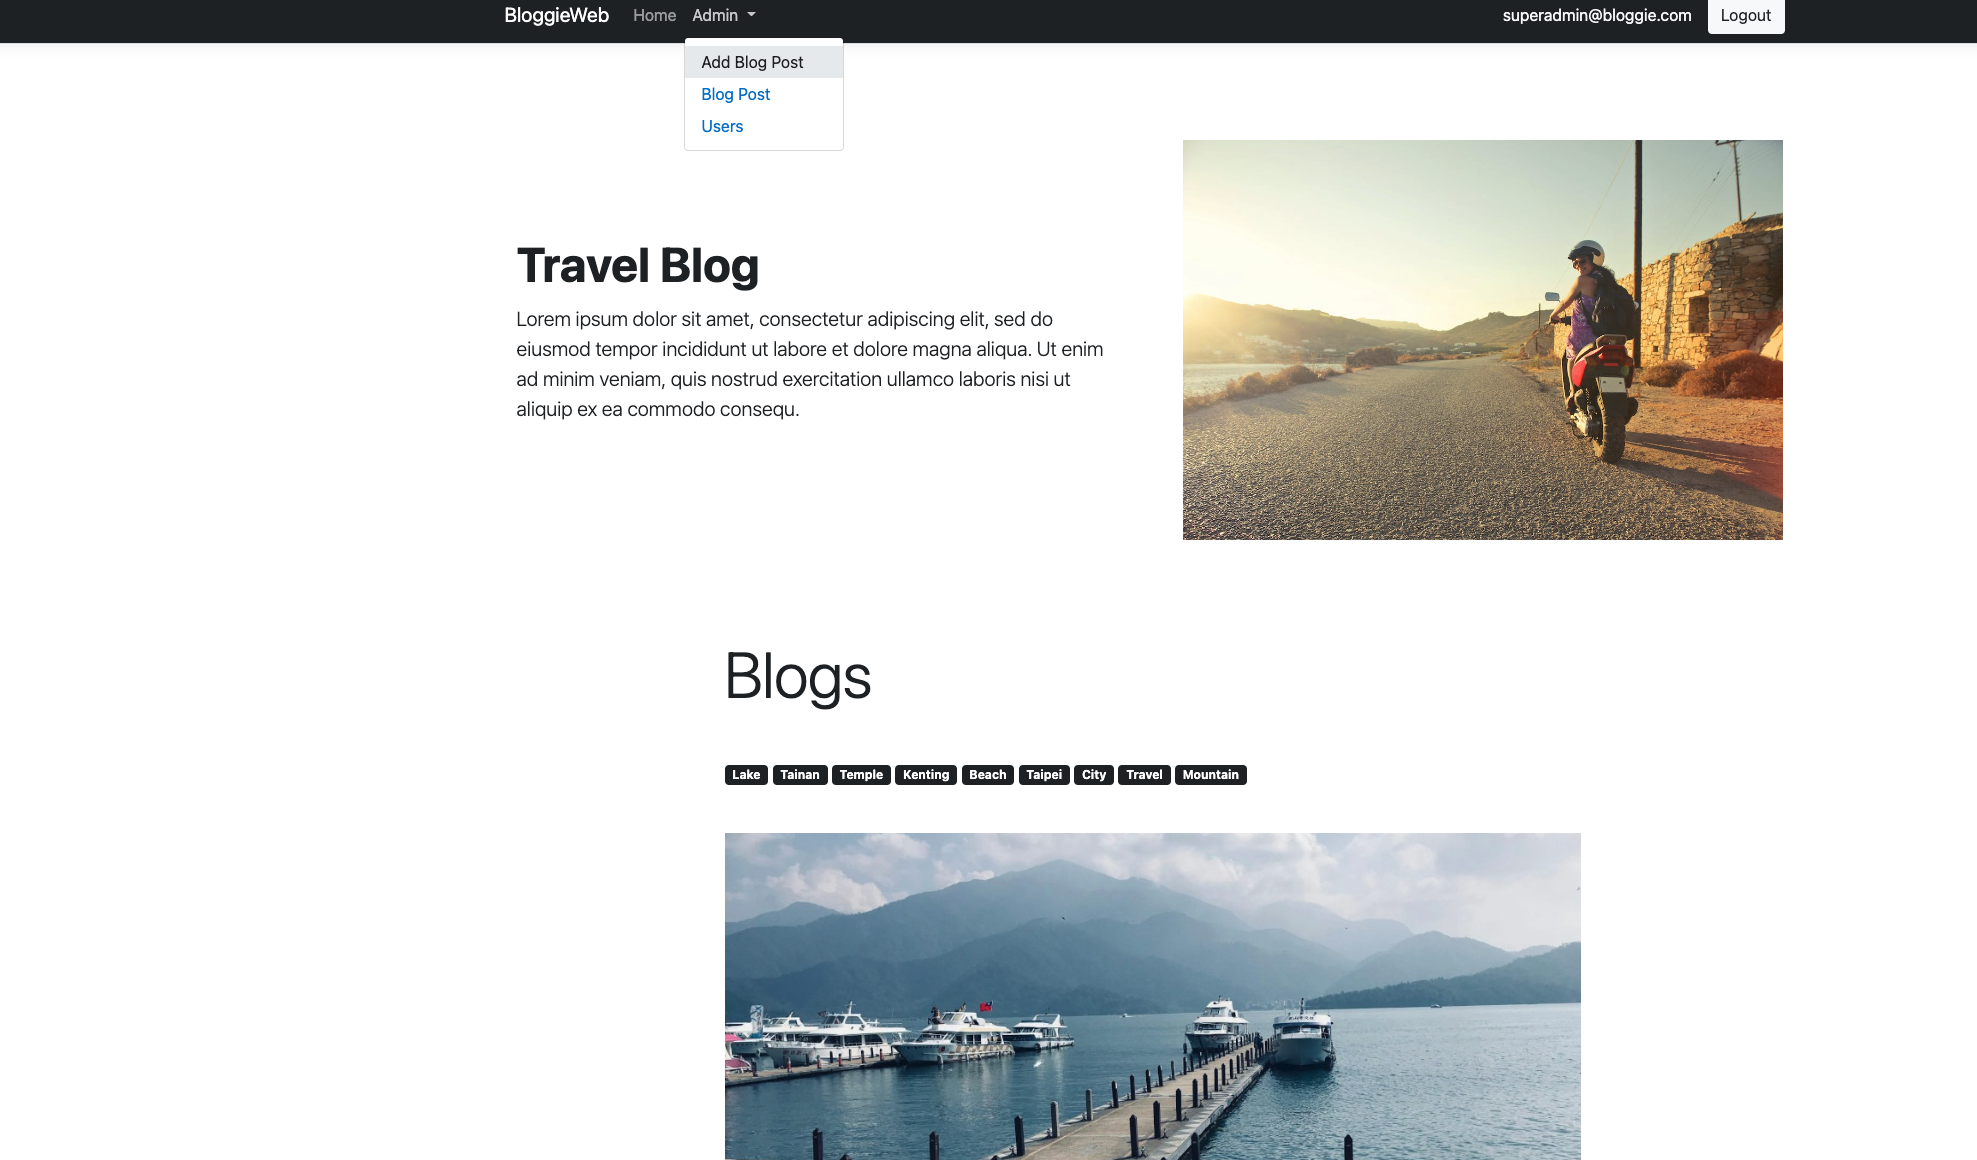 BloggieWeb Home Admin superadmin@bloggie.com Logout
Add Blog Post
Blog Post
Users
Travel Blog
Lorem ipsum dolor sit amet, consectetur adipiscing elit, sed do
eiusmod tempor incididunt ut labore et dolore magna aliqua. Ut enim
ad minim veniam, quis nostrud exercitation ullamco laboris nisi ut
aliquip ex ea commodo consequ.
Blogs
Lake Tainan Temple Kenting Beach Taipei City Travel Mountain